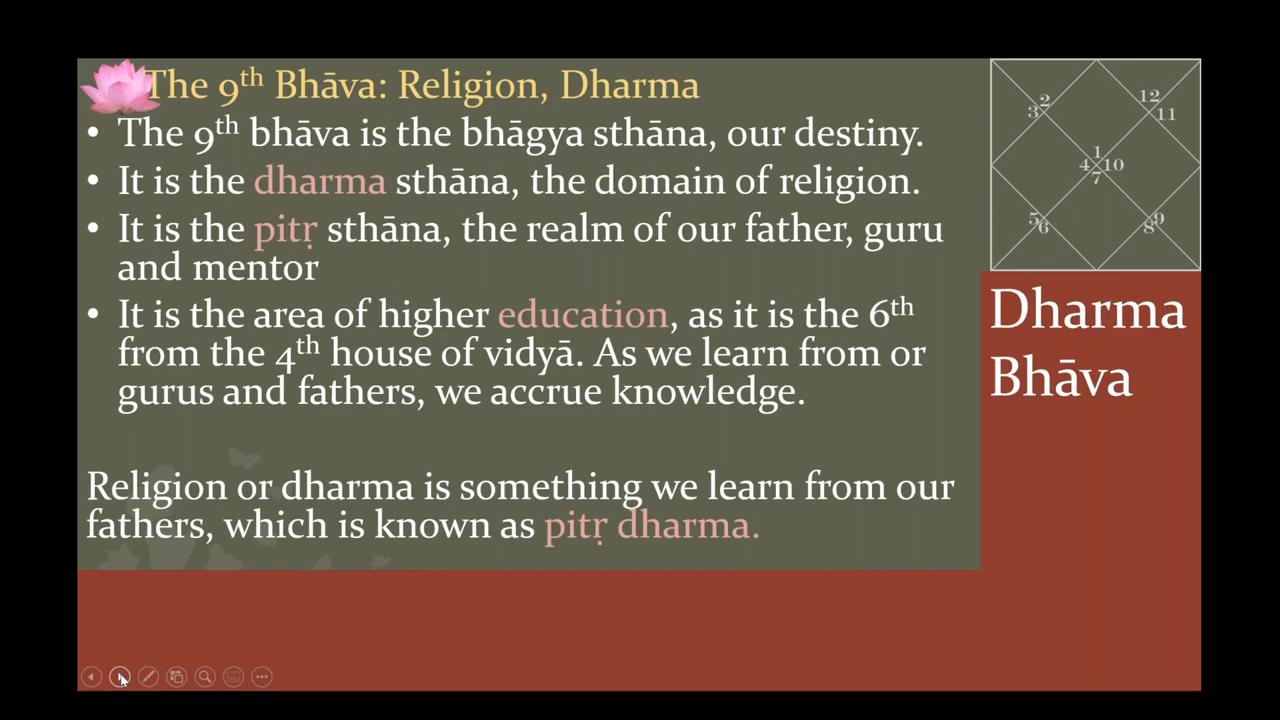 The 9th Bhāva: Religion, Dharma
• The 9th bhāva is the bhāgya sthāna, our destiny.
• It is the dharma sthāna, the domain of religion.
• It is the pitṛ sthāna, the realm of our father, guru
and mentor
• It is the area of higher education, as it is the 6th
from the 4th house of vidyā. As we learn from or
gurus and fathers, we accrue knowledge.
Religion or dharma is something we learn from our
fathers, which is known as pitṛ dharma.
2
3
12
11
1
4 10
7
5
6
9
8
Dharma
Bhāva